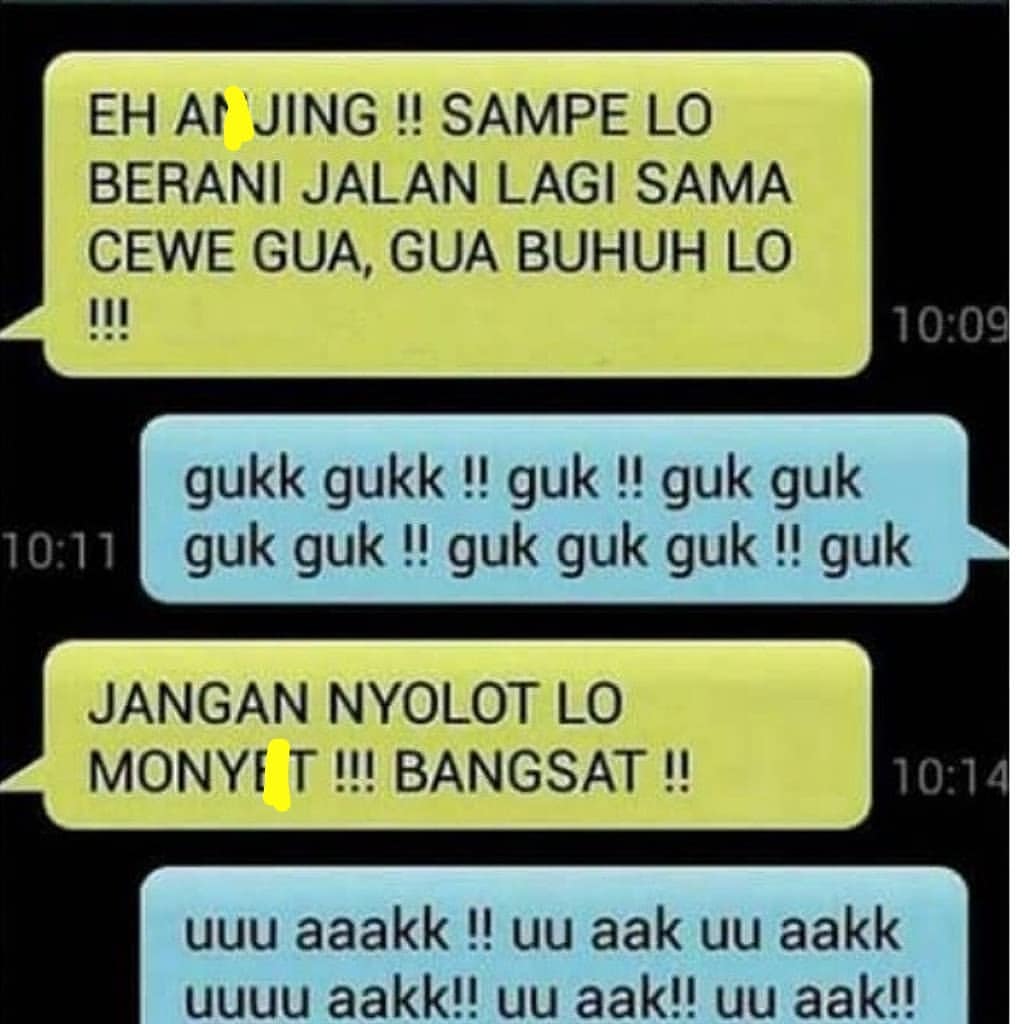 EH ANJING !! SAMPE LO
BERANI JALAN LAGI SAMA
CEWE GUA, GUA BUHUH LO
!!!
10:09
gukk gukk !! guk !! guk guk
guk guk !! guk guk guk !! guk
10:11
JANGAN NYOLOT LO
MONYET !!! BANGSAT !!
10:14
uuu aaakk !! uu aak uu aakk
uuuu aakk!! uu aak!! uu aak!!